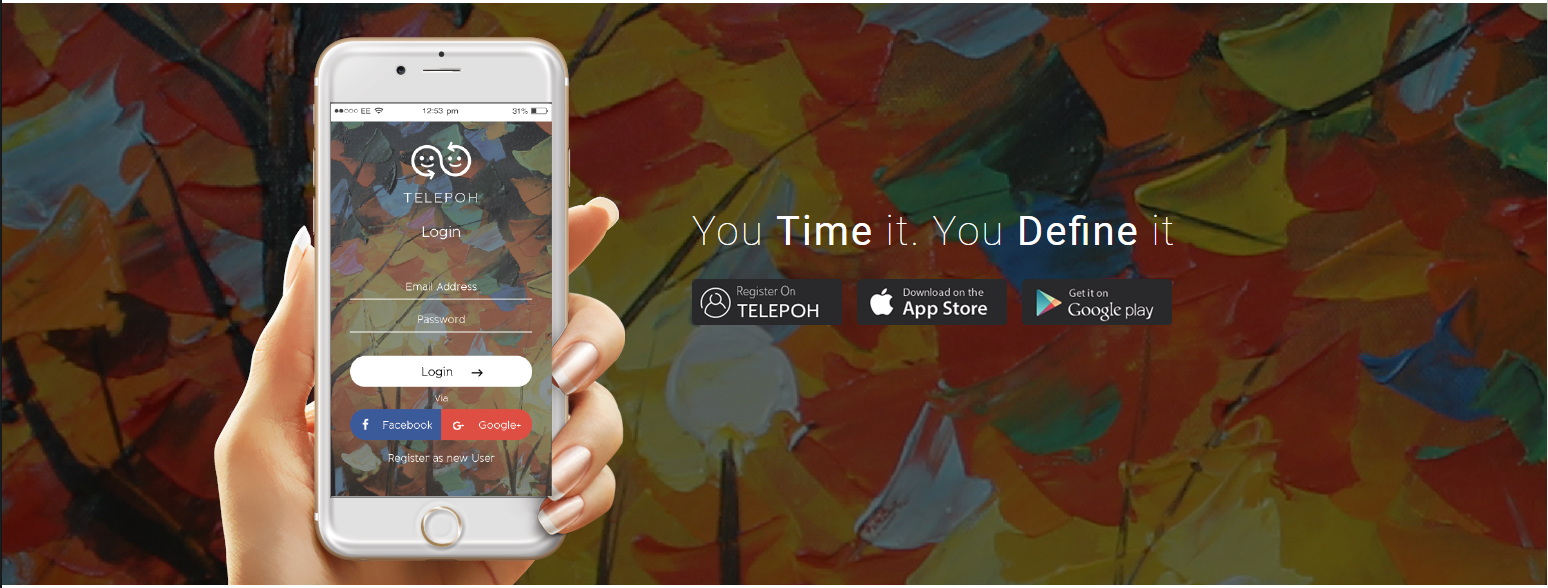 EE 12:53 pm 31%
TELEPOH
Login
Email Address
Password
Login
Via
f Facebook G+ Google+
Register as new User
You Time it. You Define it
Register On
TELEPOH
Download on the
App Store
Get it on
Google play